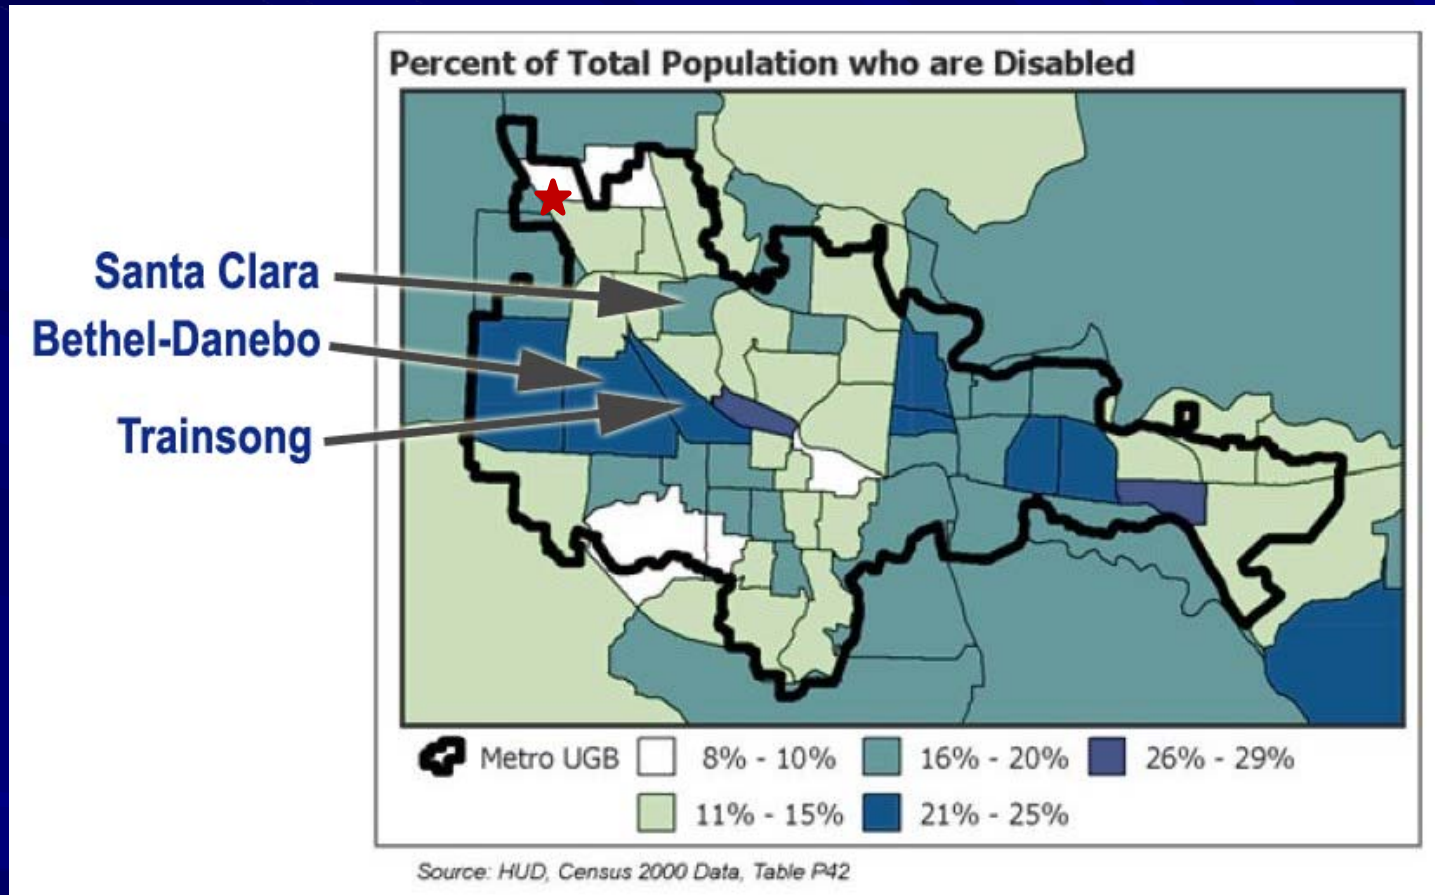 Percent of Total Population who are Disabled
Santa Clara
Bethel-Danebo
Trainsong
Metro UGB
8% - 10%
16% - 20%
26% - 29%
11% - 15%
21% - 25%
Source: HUD, Census 2000 Data, Table P42